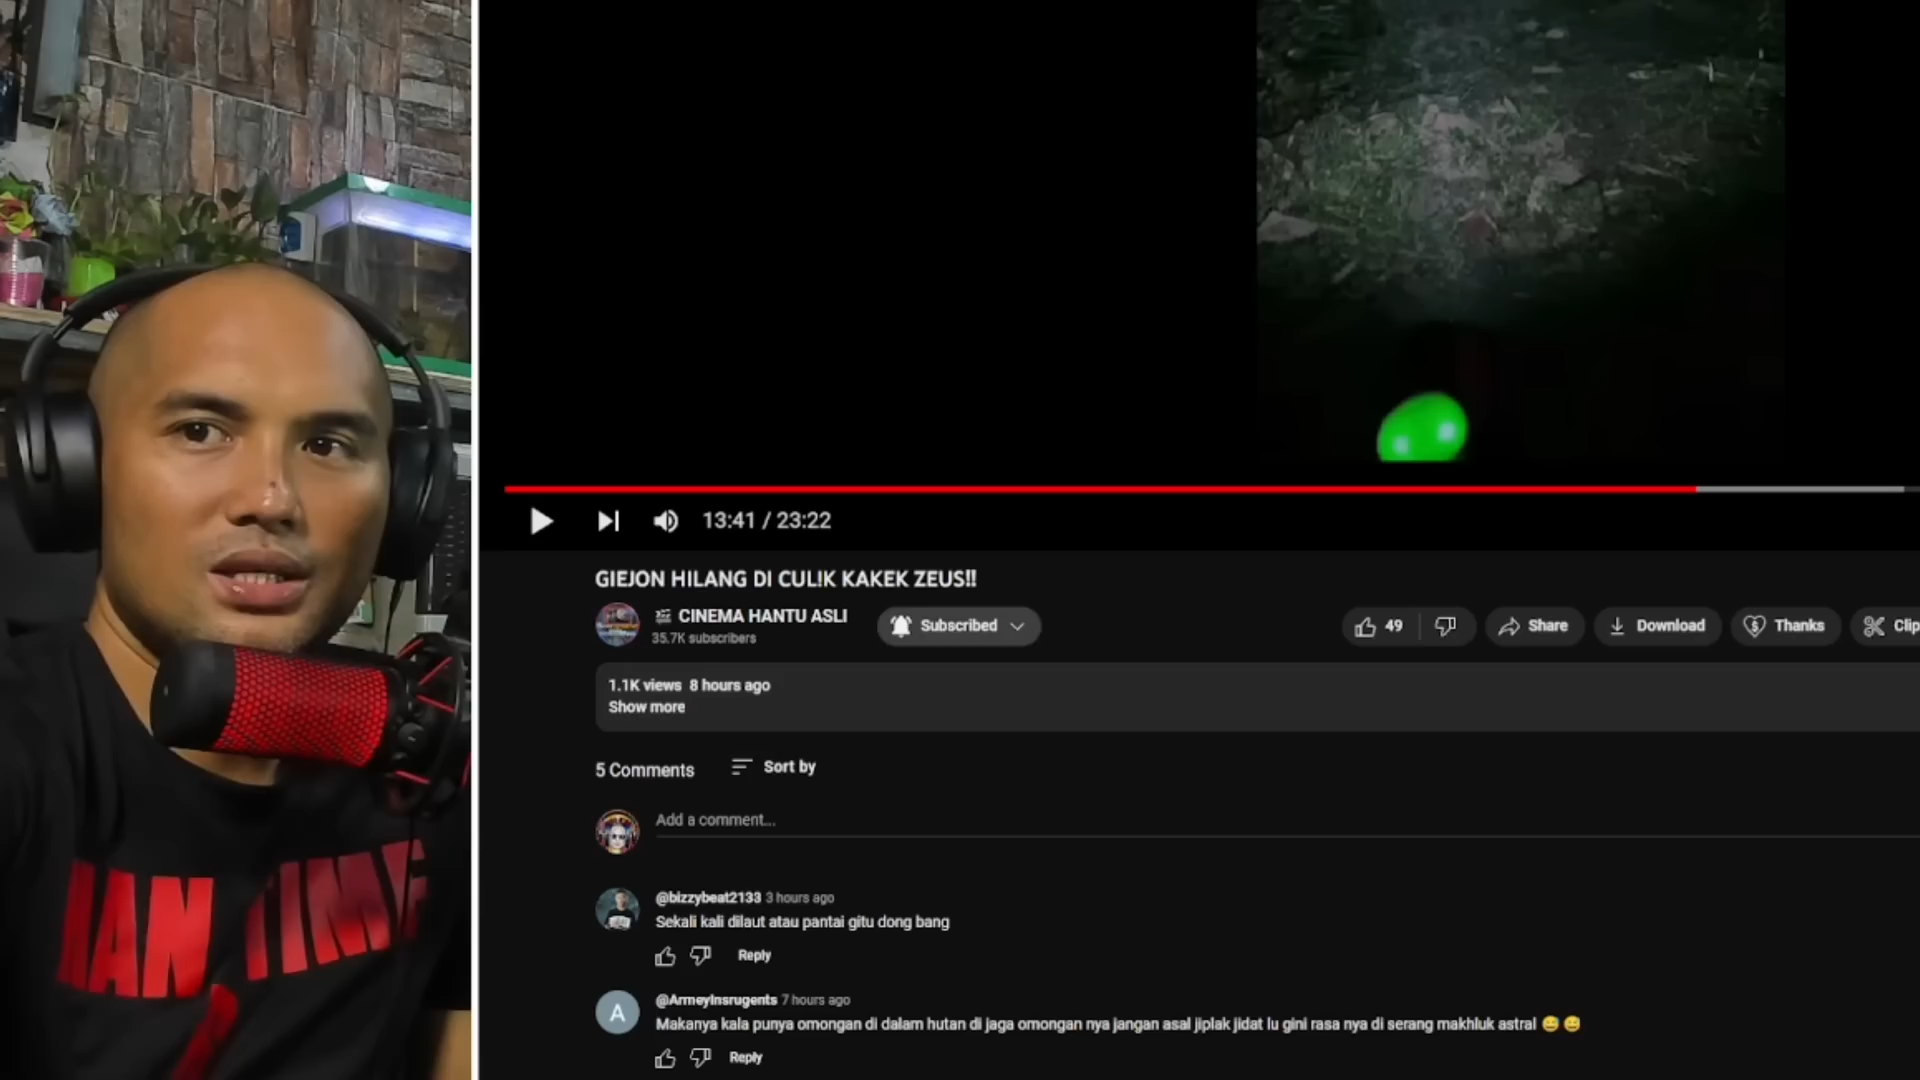 13:41 / 23:22
GIEJON HILANG DI CUL!K KAKEK ZEUS!!
CINEMA HANTU ASLI
35.7K subscribers
Subscribed
49
Share
Download
Thanks
Clip
1.1K views 8 hours ago
Show more
5 Comments
Sort by
Add a comment...
@bizzybeat2133 3 hours ago
Sekali kali dilaut atau pantai gitu dong bang
Reply
A
@ArmeyInsrugents 7 hours ago
Makanya kala punya omongan di dalam hutan di jaga omongan nya jangan asal jiplak jidat lu gini rasa nya di serang makhluk astral 😅 😅
Reply
IAN TIME